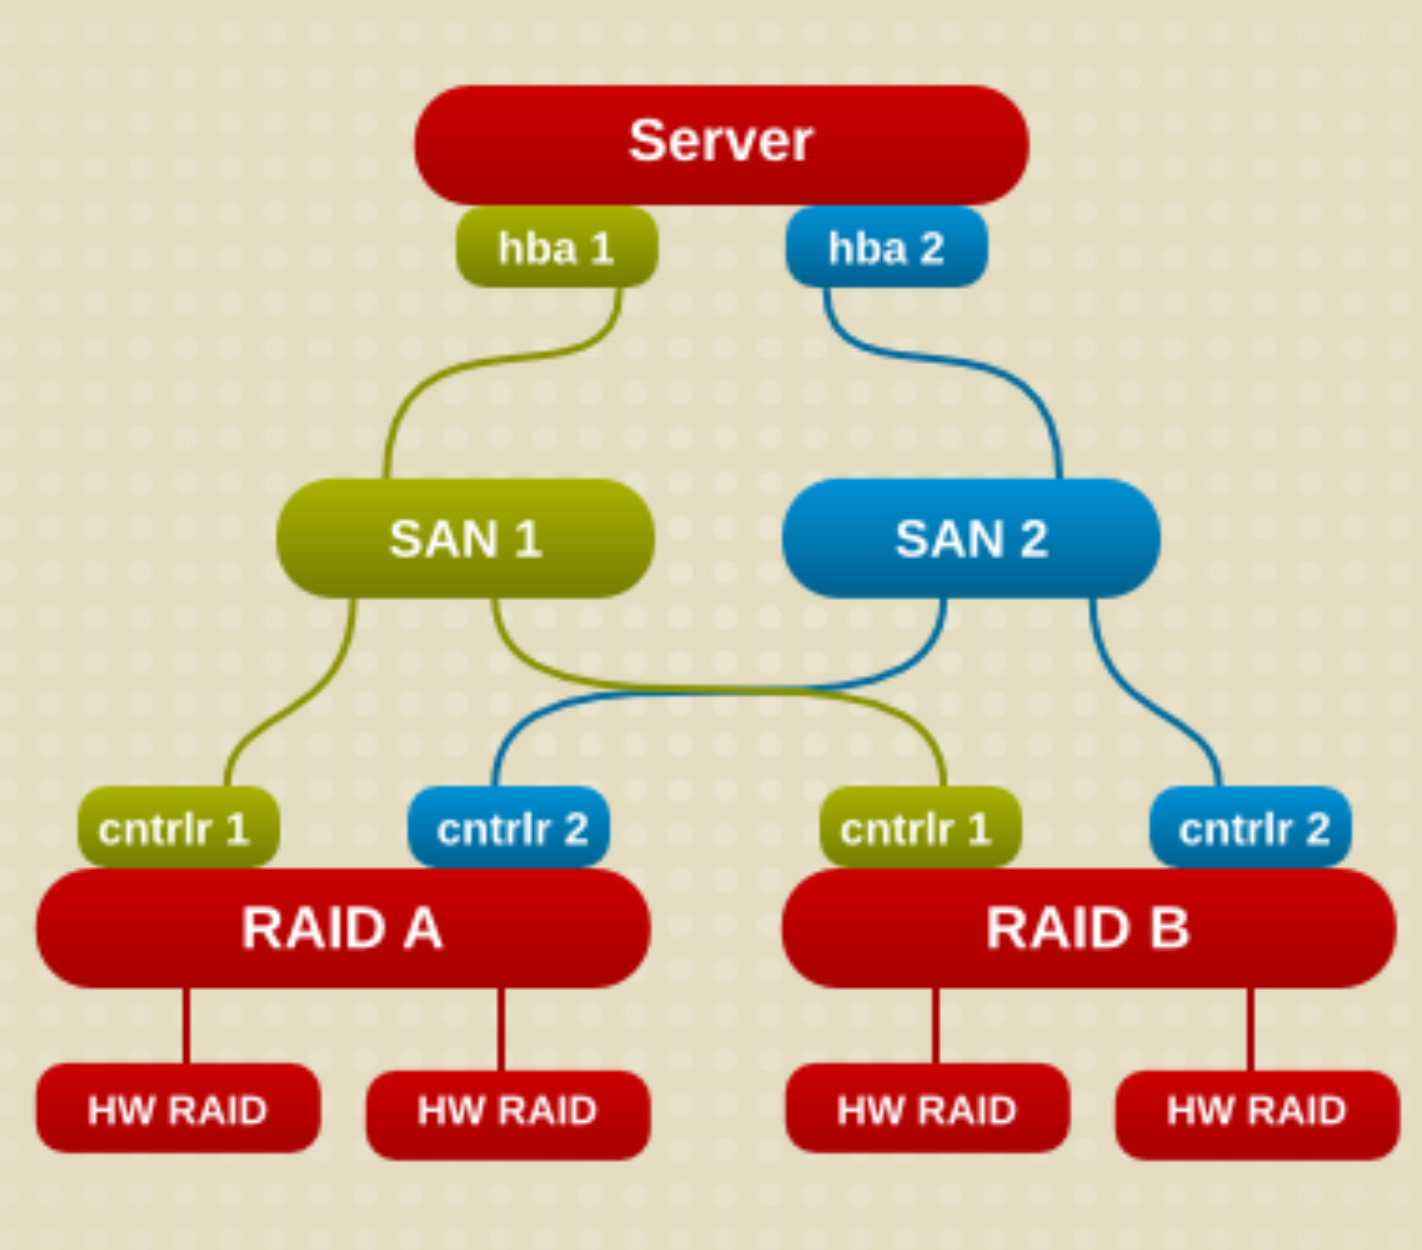 Server
hba 1
hba 2
SAN 1
SAN 2
cntrlr 1
cntrlr 2
cntrlr 1
cntrlr 2
RAID A
RAID B
HW RAID
HW RAID
HW RAID
HW RAID